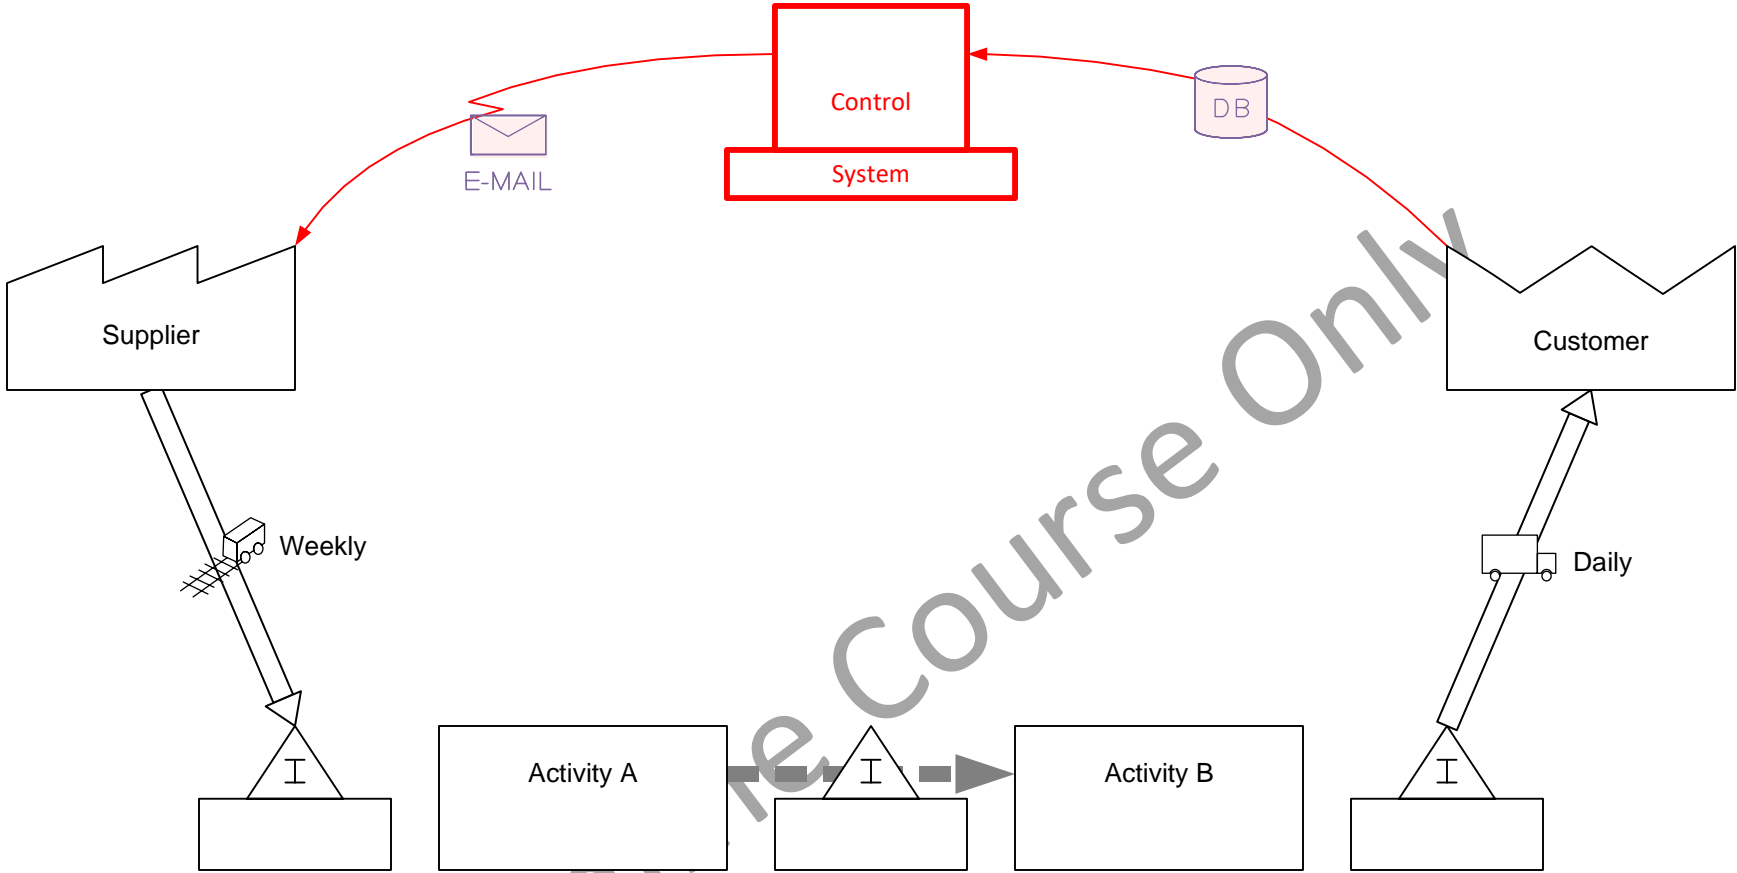 Control
System
DB
E-MAIL
Supplier
Customer
Weekly
Daily
I
Activity A
I
Activity B
I
Course Only